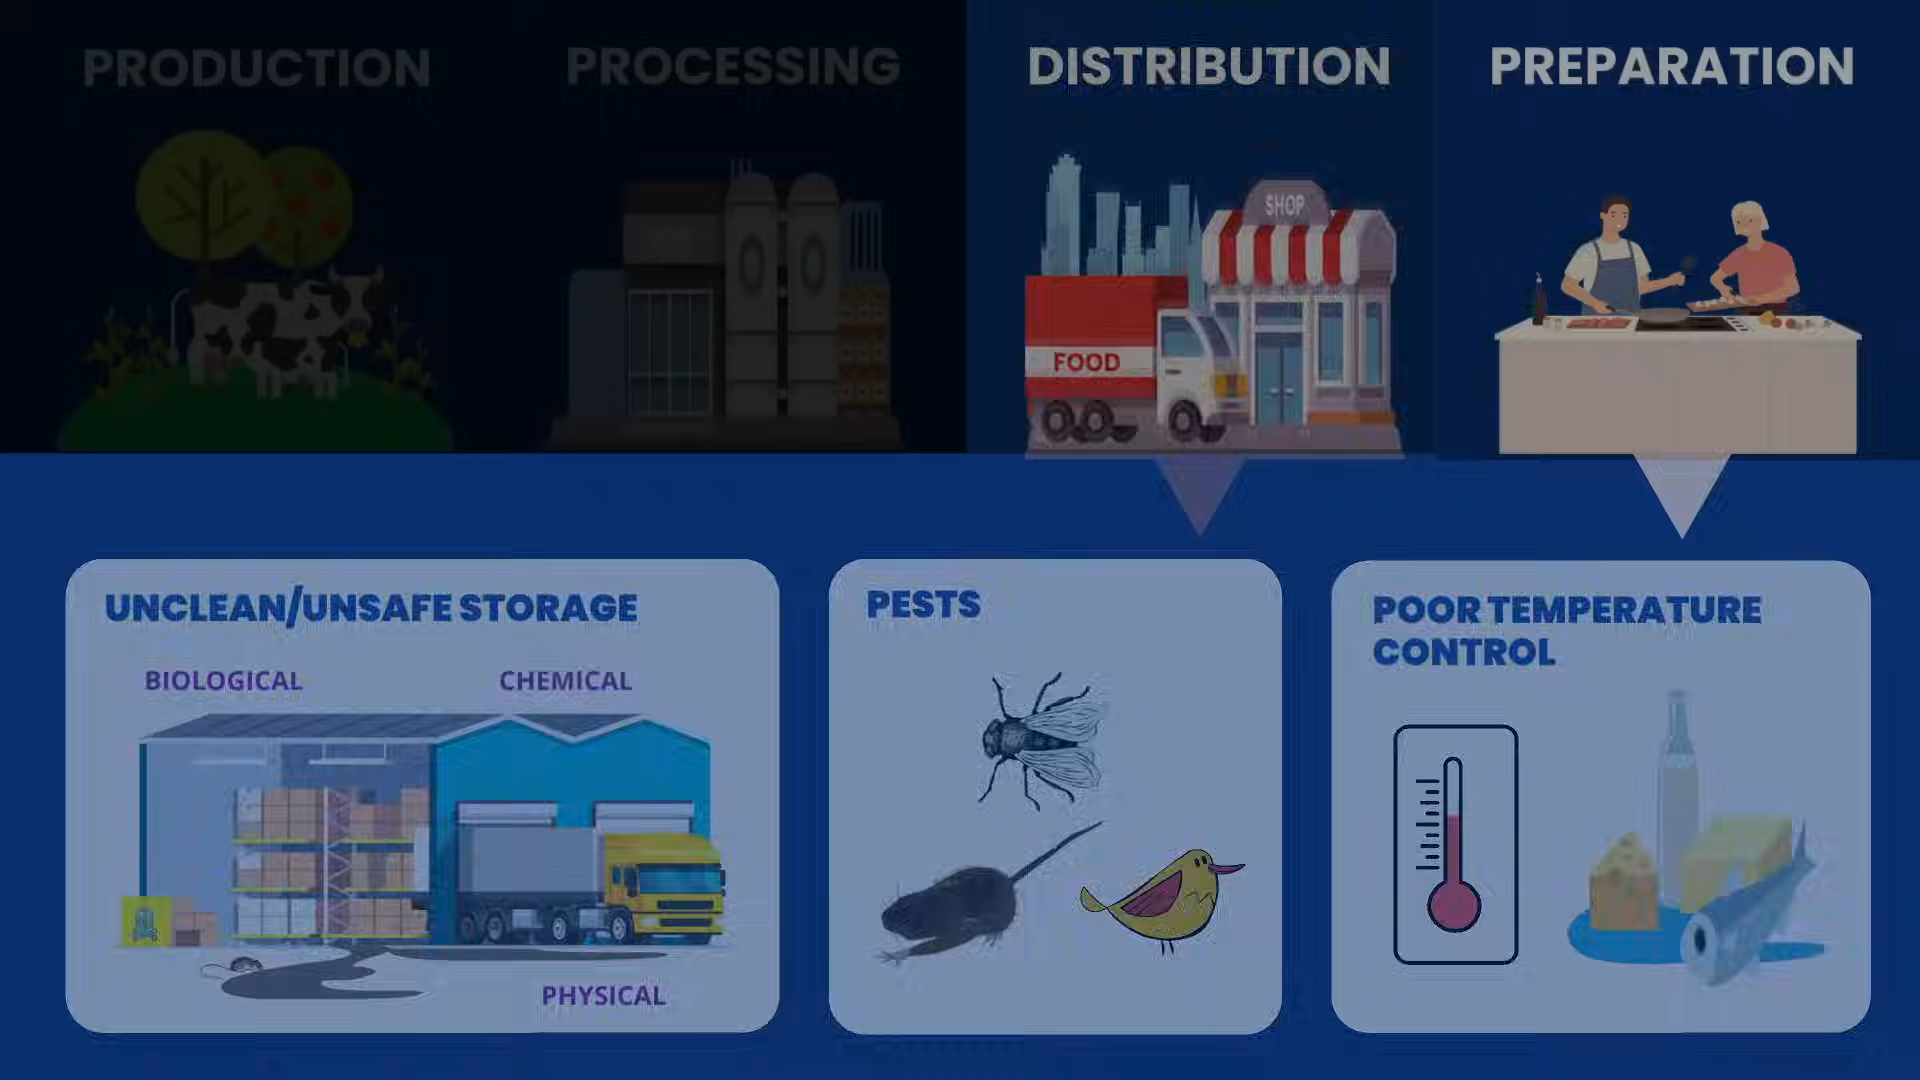 PRODUCTION
PROCESSING
DISTRIBUTION
PREPARATION
SHOP
FOOD
UNCLEAN/UNSAFE STORAGE
BIOLOGICAL
CHEMICAL
PHYSICAL
PESTS
POOR TEMPERATURE
CONTROL